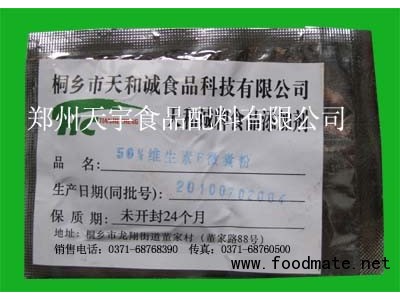 桐乡市天和诚食品科技有限公司
郑州天宇食品配料有限公司
品 名: 50%维生素E微囊粉
生产日期(同批号): 20100702004
保 质 期: 未开封24个月
地址: 桐乡市龙翔街道董家村(董家路88号)
销售电话:0371-68768390 传真:0371-68760500
www.foodmate.net